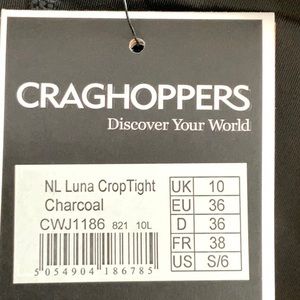 CRAGHOPPERS
Discover Your World
NL Luna CropTight
Charcoal
CWJ1186 821 10L
5 054904 186785
UK 10
EU 36
D 36
FR 38
US S/6